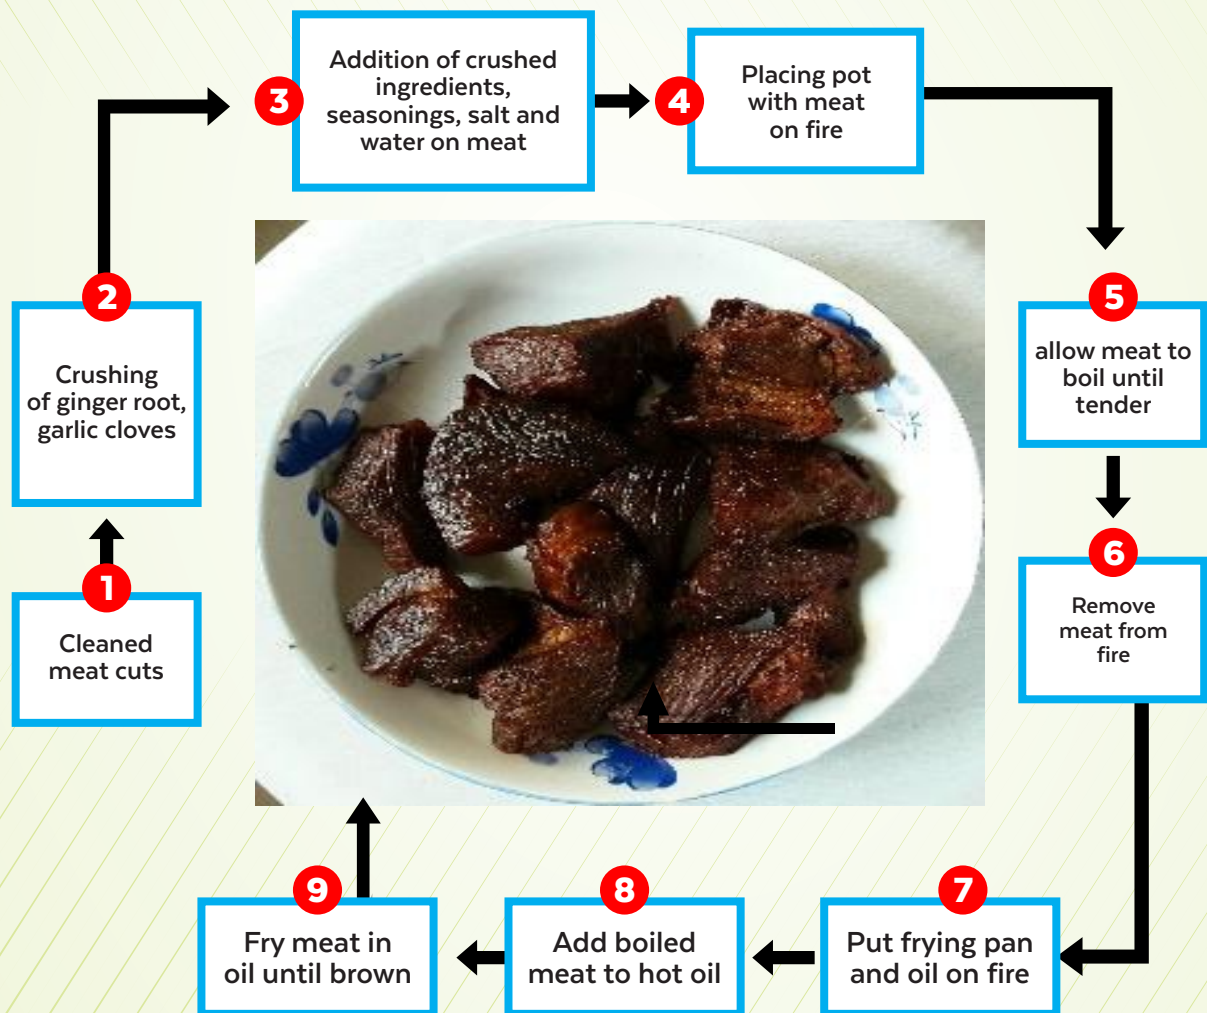 1
Cleaned
meat cuts
2
Crushing
of ginger root,
garlic cloves
3
Addition of crushed
ingredients,
seasonings, salt and
water on meat
4
Placing pot
with meat
on fire
5
allow meat to
boil until
tender
6
Remove
meat from
fire
7
Put frying pan
and oil on fire
8
Add boiled
meat to hot oil
9
Fry meat in
oil until brown